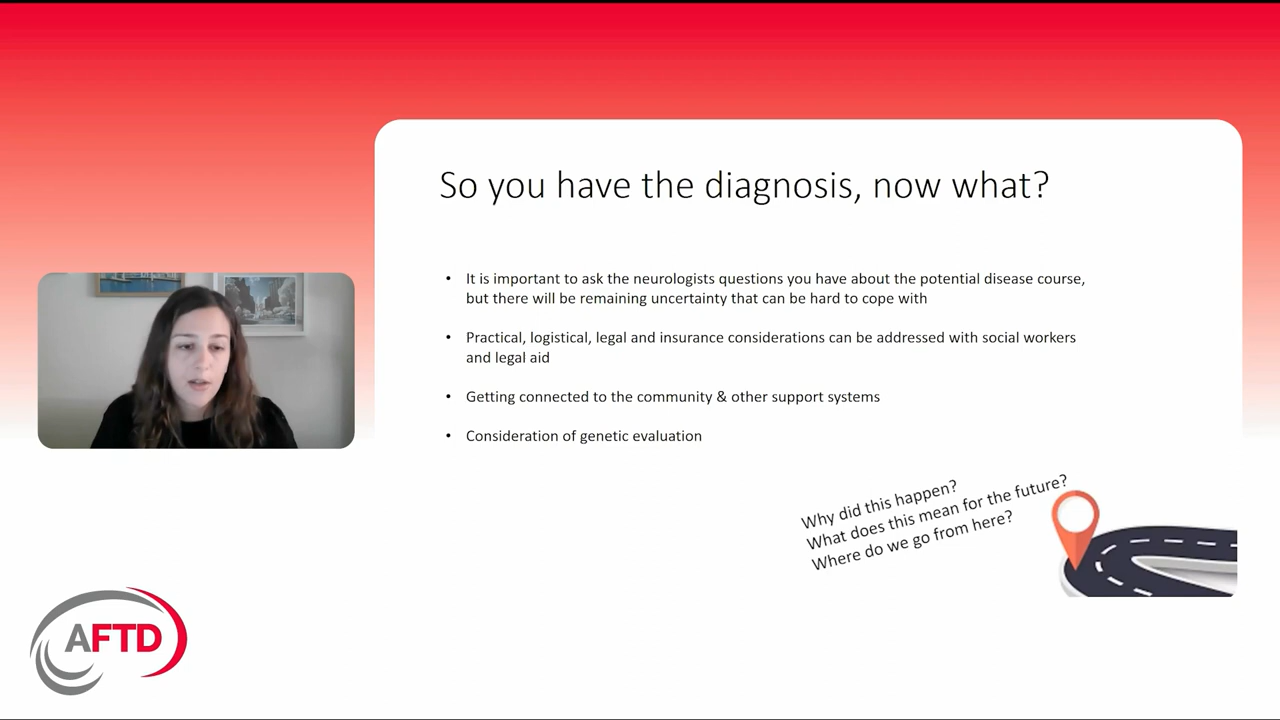 So you have the diagnosis, now what?
• It is important to ask the neurologists questions you have about the potential disease course,
but there will be remaining uncertainty that can be hard to cope with
• Practical, logistical, legal and insurance considerations can be addressed with social workers
and legal aid
• Getting connected to the community & other support systems
• Consideration of genetic evaluation
Why did this happen?
What does this mean for the future?
Where do we go from here?
AFTD